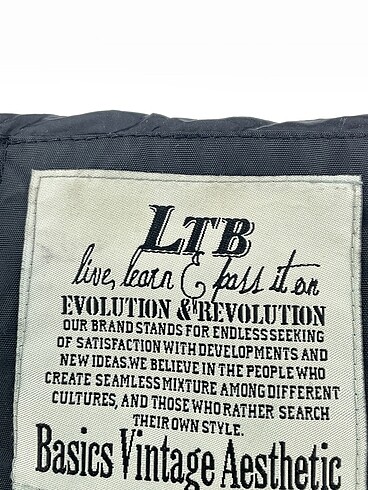 LTB
live, learn & pass it on
EVOLUTION & REVOLUTION
OUR BRAND STANDS FOR ENDLESS SEEKING
OF SATISFACTION WITH DEVELOPMENTS AND
NEW IDEAS.WE BELIEVE IN THE PEOPLE WHO
CREATE SEAMLESS MIXTURE AMONG DIFFERENT
CULTURES, AND THOSE WHO RATHER SEARCH
THEIR OWN STYLE.
Basics Vintage Aesthetic